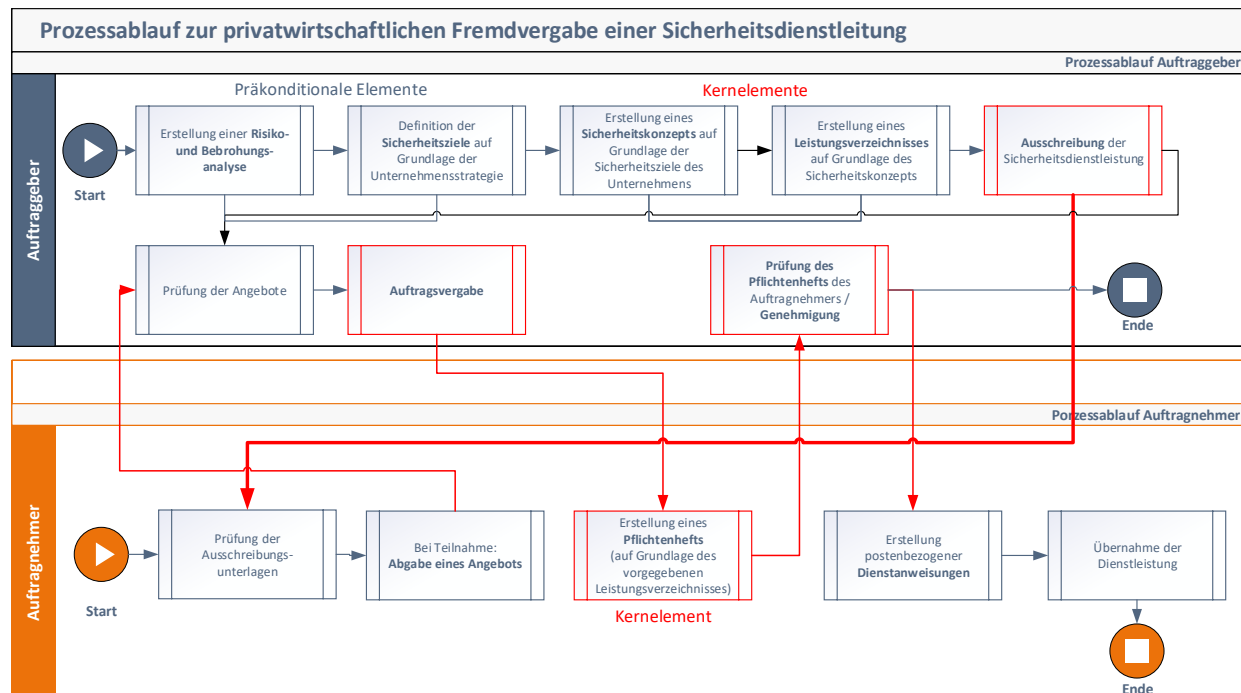 Prozessablauf zur privatwirtschaftlichen Fremdvergabe einer Sicherheitsdienstleitung
Prozessablauf Auftraggeber
Auftraggeber
Präkonditionale Elemente
Kernelemente
Start
Erstellung einer Risiko-
und Bebrohungs-
analyse
Definition der
Sicherheitsziele auf
Grundlage der
Unternehmensstrategie
Erstellung eines
Sicherheitskonzepts auf
Grundlage der
Sicherheitsziele des
Unternehmens
Erstellung eines
Leistungsverzeichnisses
auf Grundlage des
Sicherheitskonzepts
Ausschreibung der
Sicherheitsdienstleistung
Prüfung der Angebote
Auftragsvergabe
Prüfung des
Pflichtenhefts des
Auftragnehmers /
Genehmigung
Ende
Porzessablauf Auftragnehmer
Auftragnehmer
Start
Prüfung der
Ausschreibungs-
unterlagen
Bei Teilnahme:
Abgabe eines Angebots
Erstellung eines
Pflichtenhefts
(auf Grundlage des
vorgegebenen
Leistungsverzeichnisses)
Kernelement
Erstellung
postenbezogener
Dienstanweisungen
Übernahme der
Dienstleistung
Ende